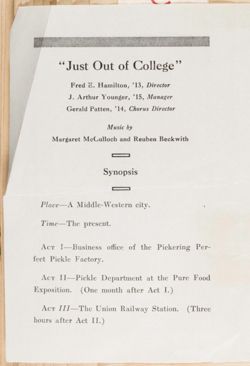 "Just Out of College"
Fred E. Hamilton, '13, Director
J. Arthur Younger, '15, Manager
Gerald Patten, '14, Chorus Director
Music by
Margaret McCulloch and Reuben Beckwith
Synopsis
Place—A Middle-Western city.
Time—The present.
Act I—Business office of the Pickering Per-
fect Pickle Factory.
Act II—Pickle Department at the Pure Food
Exposition. (One month after Act I.)
Act III—The Union Railway Station. (Three
hours after Act II.)